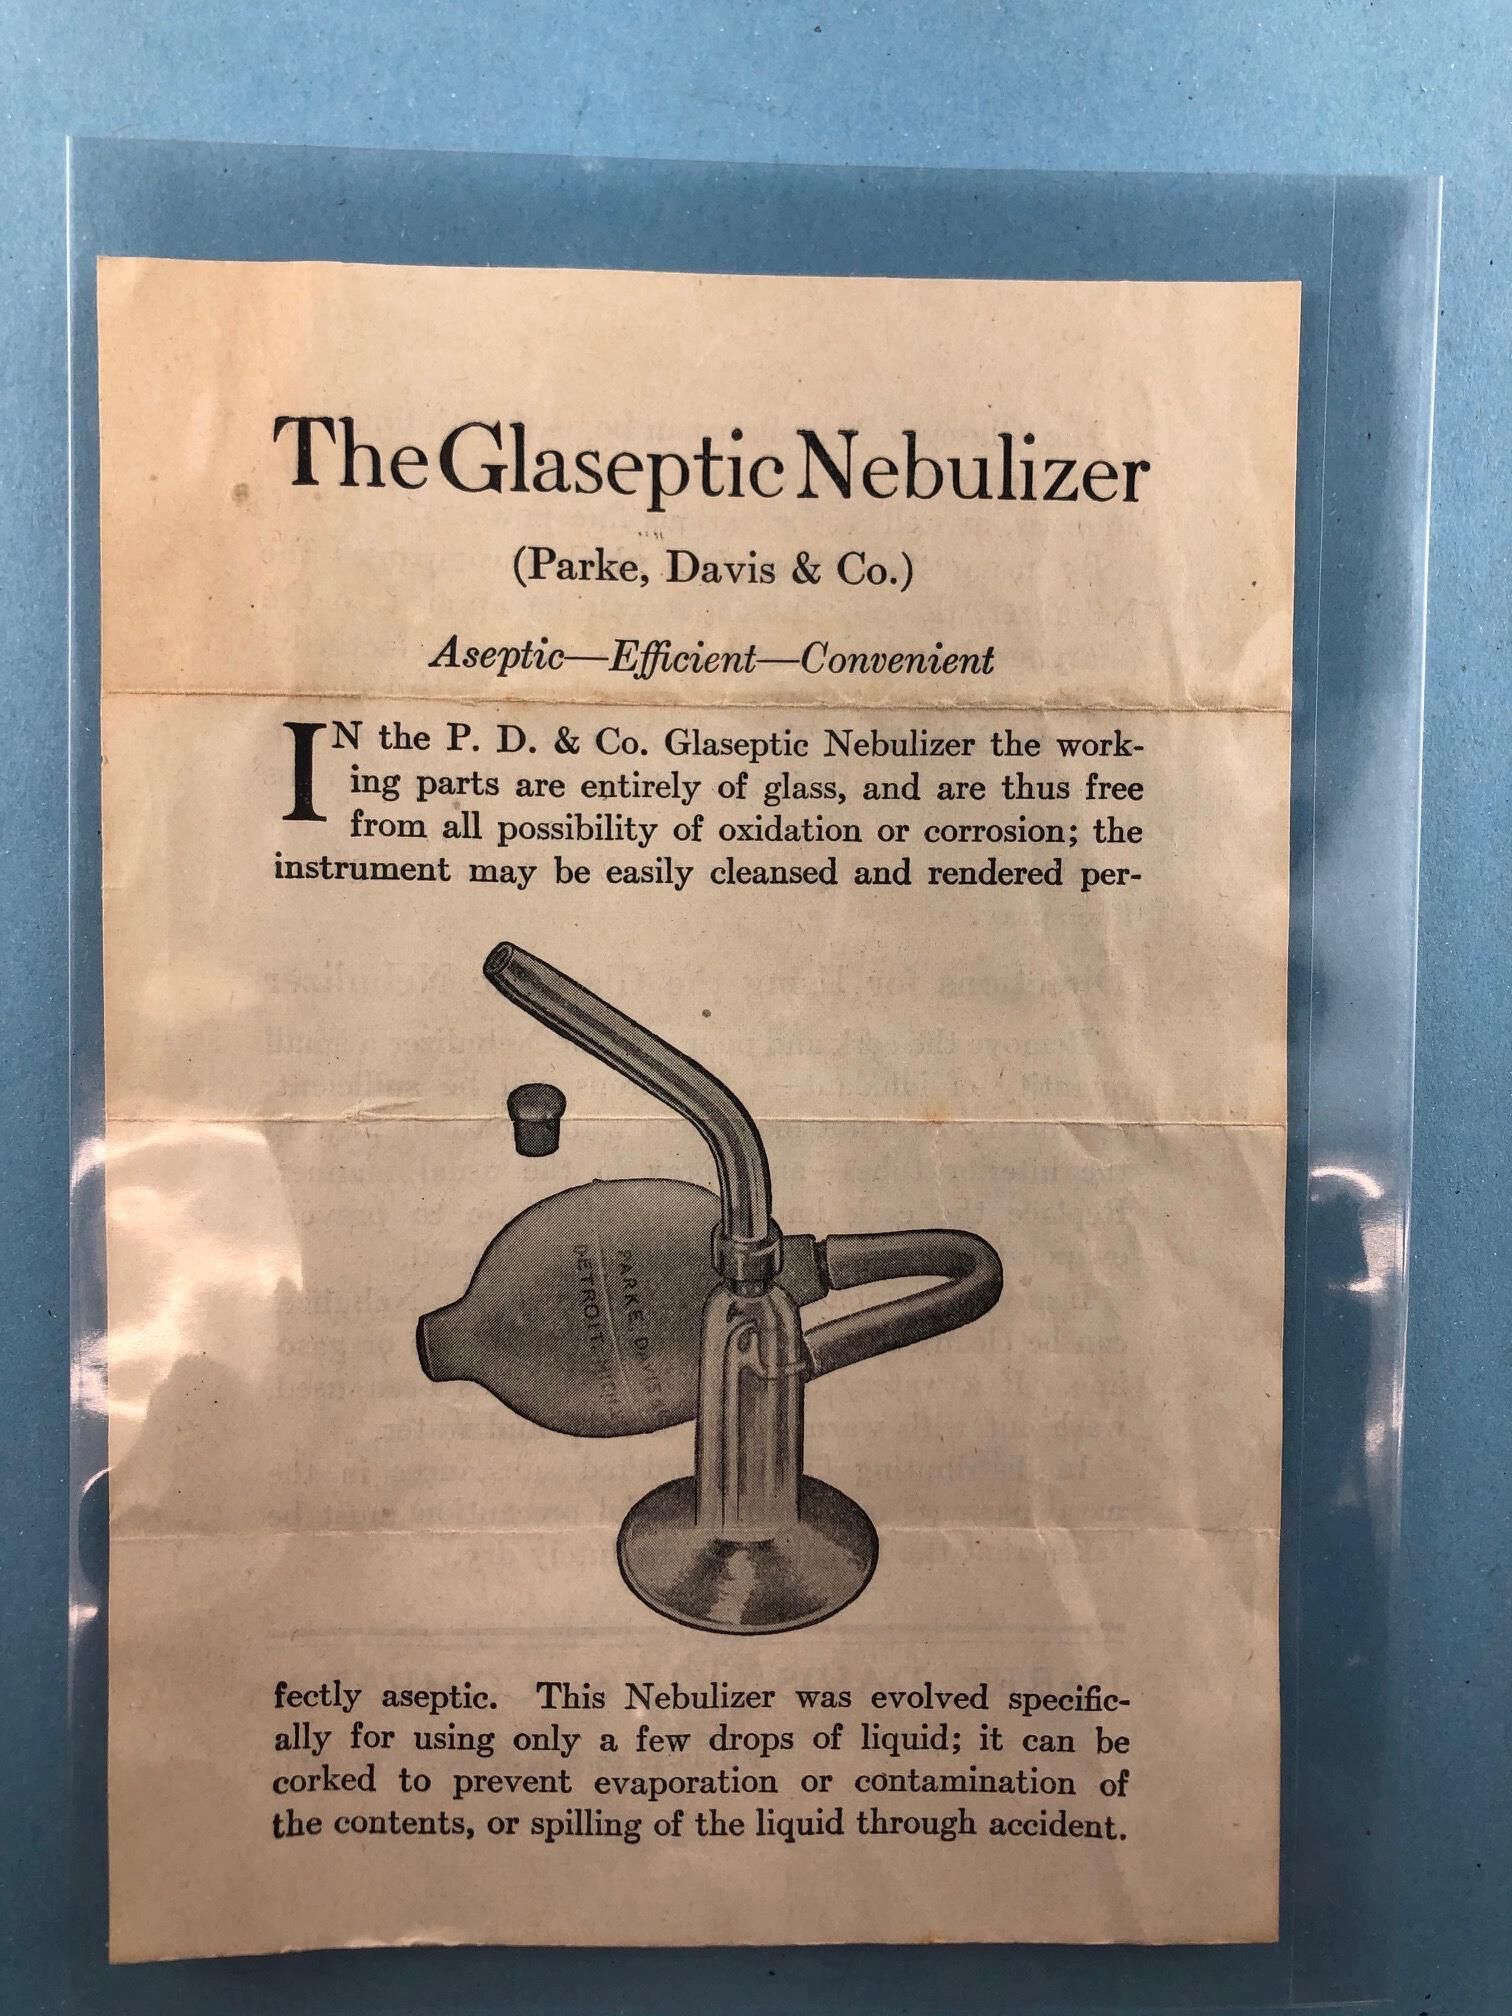 The Glaseptic Nebulizer
(Parke, Davis & Co.)
Aseptic—Efficient—Convenient
IN the P. D. & Co. Glaseptic Nebulizer the work-
ing parts are entirely of glass, and are thus free
from all possibility of oxidation or corrosion; the
instrument may be easily cleansed and rendered per-
PARKE DAVIS &
DETROIT, MICH.
fectly aseptic. This Nebulizer was evolved specific-
ally for using only a few drops of liquid; it can be
corked to prevent evaporation or contamination of
the contents, or spilling of the liquid through accident.